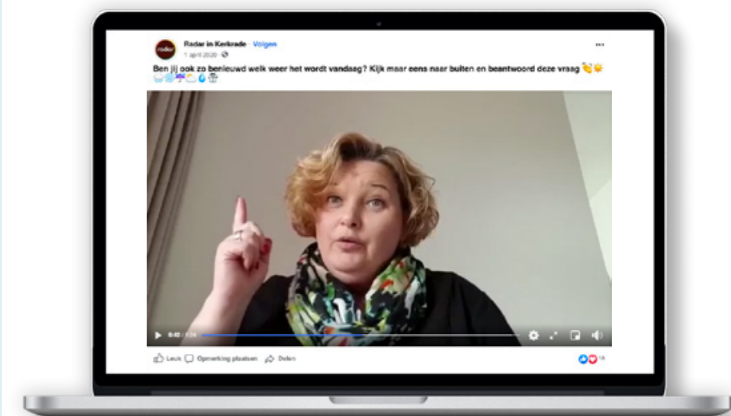 radar
Radar in Kerkrade · Volgen
1 april 2020
Ben jij ook zo benieuwd welk weer het wordt vandaag? Kijk maar eens naar buiten en beantwoord deze vraag
Leuk Opmerking plaatsen Delen